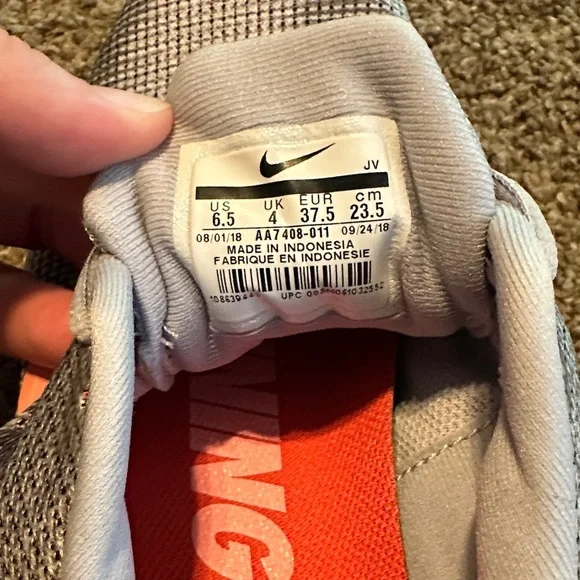 JV
US UK EUR cm
6.5 4 37.5 23.5
08/01/18 AA7408-011 09/24/18
MADE IN INDONESIA
FABRIQUE EN INDONESIE
UPC
NING